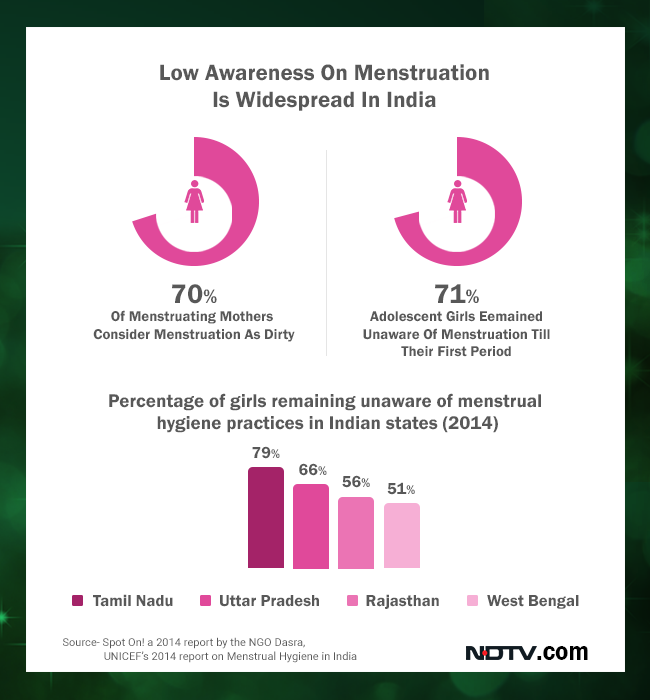 Low Awareness On Menstruation
Is Widespread In India
70%
Of Menstruating Mothers
Consider Menstruation As Dirty
71%
Adolescent Girls Eemained
Unaware Of Menstruation Till
Their First Period
Percentage of girls remaining unaware of menstrual
hygiene practices in Indian states (2014)
79%
66%
56%
51%
Tamil Nadu
Uttar Pradesh
Rajasthan
West Bengal
Source- Spot On! a 2014 report by the NGO Dasra,
UNICEF's 2014 report on Menstrual Hygiene in India
NDTV.com